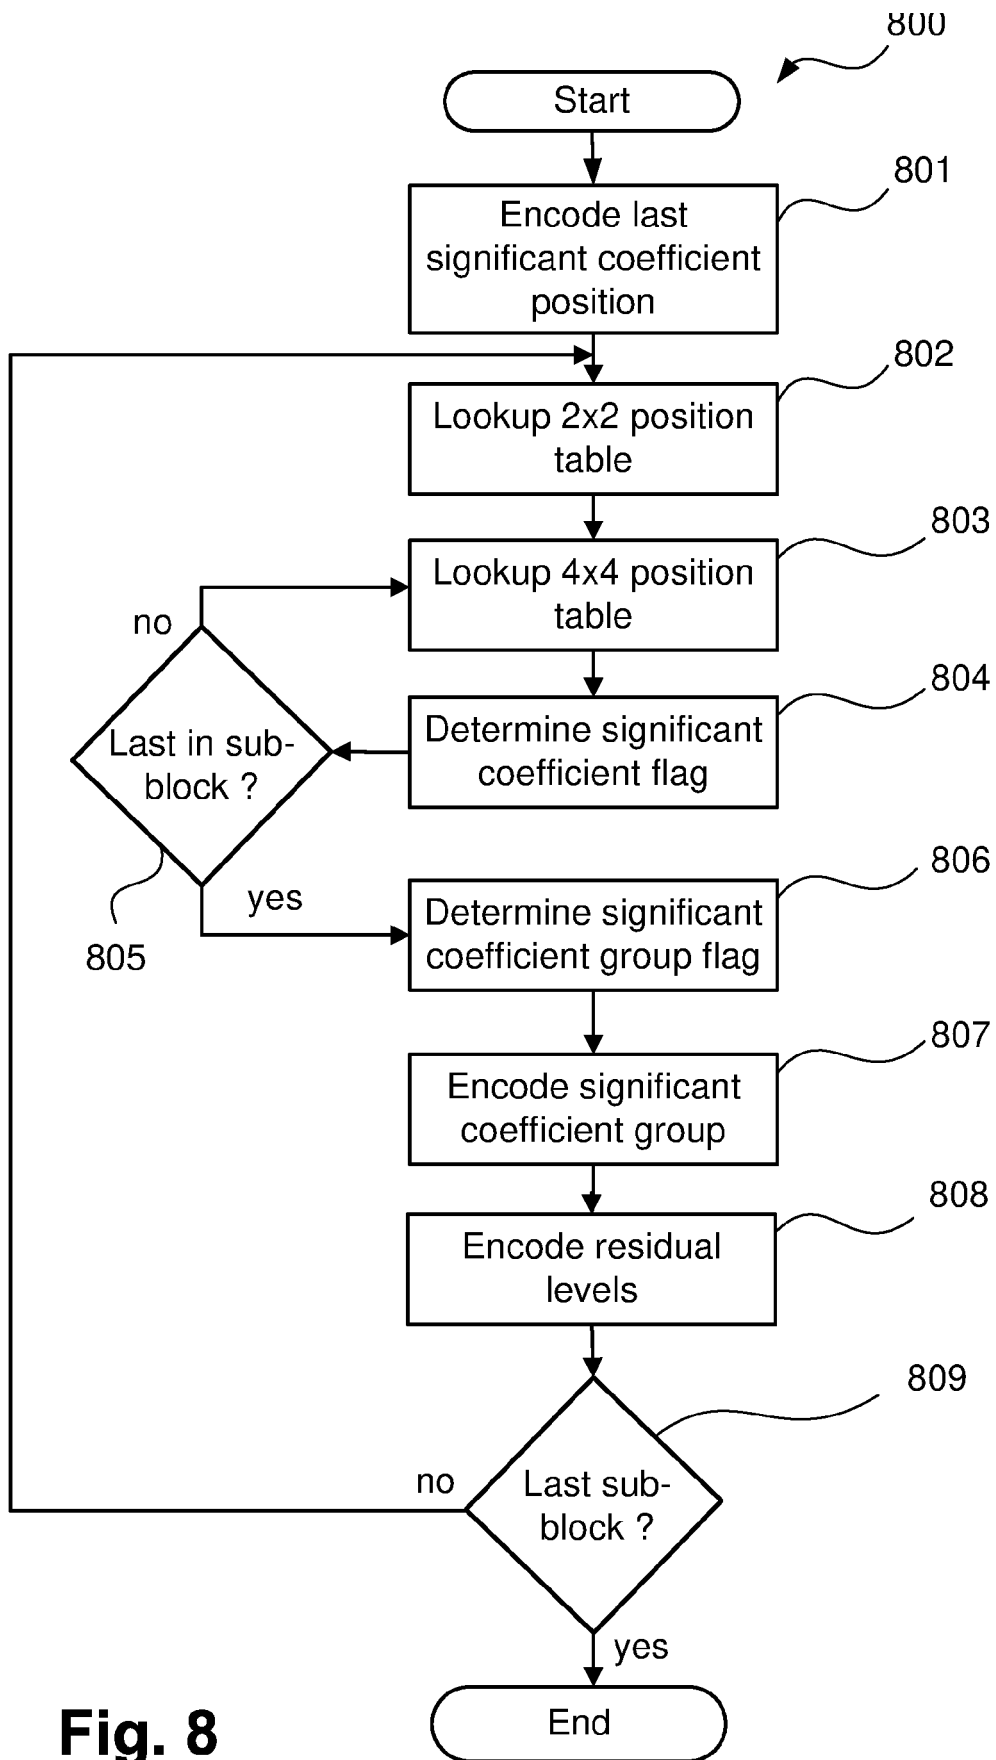 800
Start
801
Encode last
significant coefficient
position
802
Lookup 2x2 position
table
803
Lookup 4x4 position
table
no
804
Determine significant
coefficient flag
Last in sub-
block ?
805
yes
806
Determine significant
coefficient group flag
807
Encode significant
coefficient group
808
Encode residual
levels
809
no
Last sub-
block ?
yes
End
Fig. 8